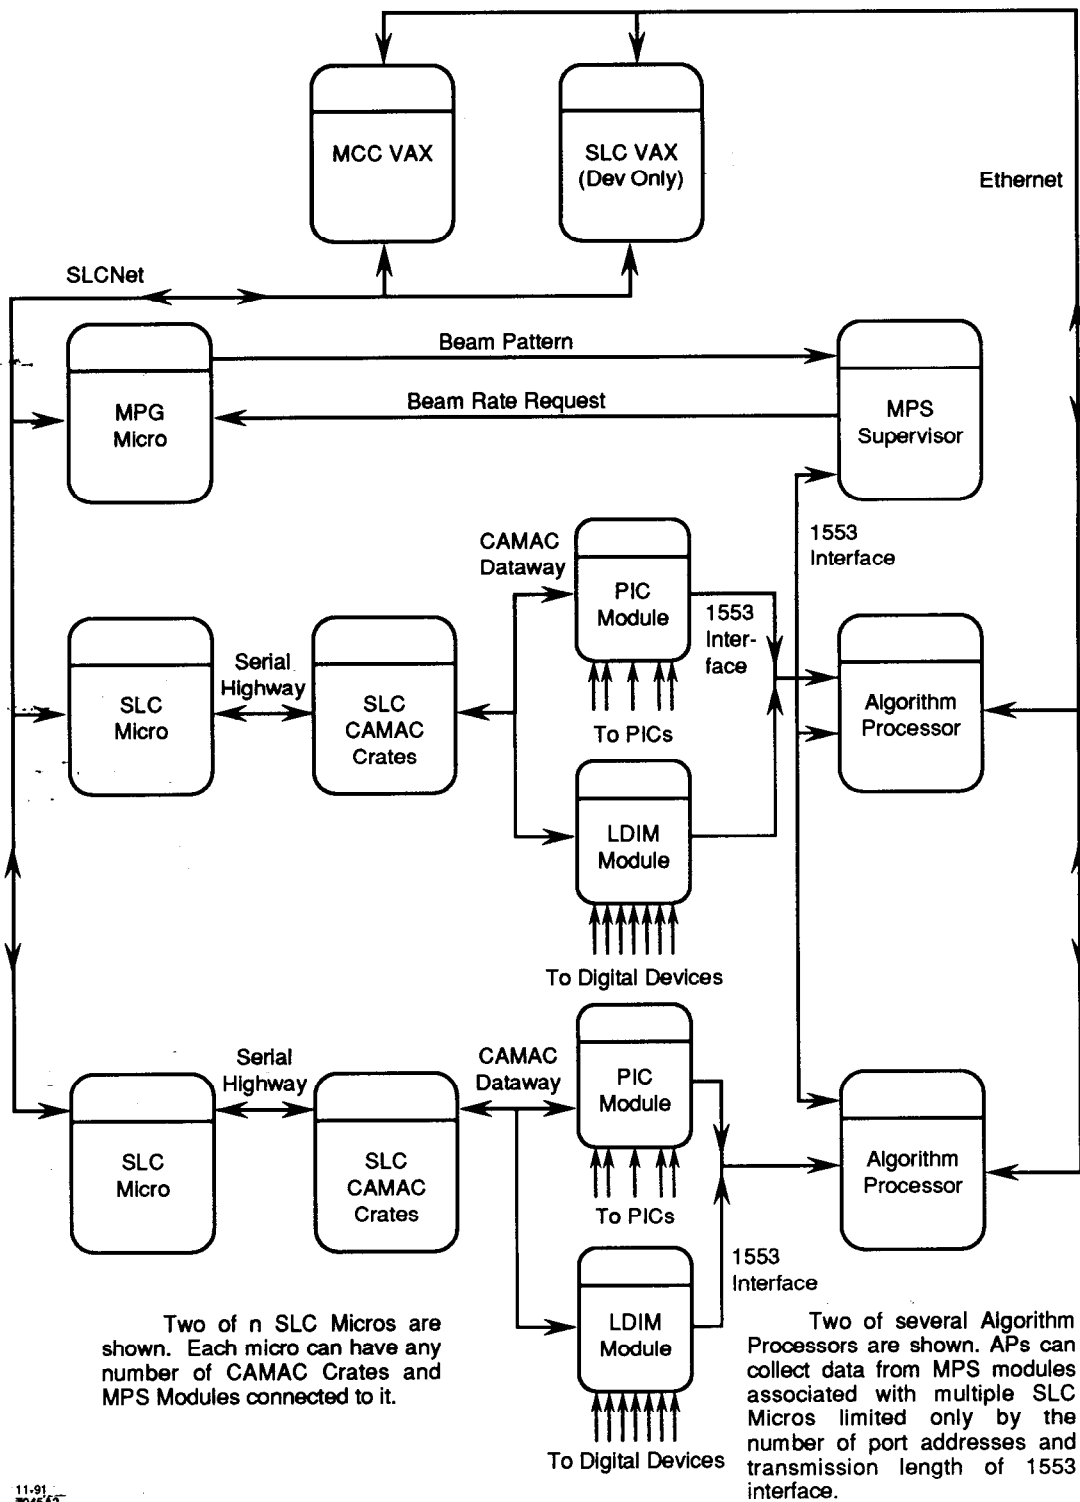 MCC VAX
SLC VAX
(Dev Only)
Ethernet
SLCNet
Beam Pattern
MPG
Micro
Beam Rate Request
MPS
Supervisor
CAMAC
Dataway
1553
Interface
PIC
Module
1553
Inter-
face
Serial
Highway
SLC
Micro
SLC
CAMAC
Crates
To PICs
Algorithm
Processor
LDIM
Module
To Digital Devices
Serial
Highway
CAMAC
Dataway
PIC
Module
SLC
Micro
SLC
CAMAC
Crates
Algorithm
Processor
To PICs
1553
Interface
LDIM
Module
To Digital Devices
Two of n SLC Micros are
shown. Each micro can have any
number of CAMAC Crates and
MPS Modules connected to it.
Two of several Algorithm
Processors are shown. APs can
collect data from MPS modules
associated with multiple SLC
Micros limited only by the
number of port addresses and
transmission length of 1553
interface.
11-91